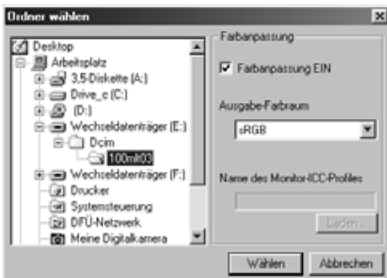 Ordner wählen
Desktop
Arbeitsplatz
3,5-Diskette (A:)
Drive_c (C:)
(D:)
Wechseldatenträger (E:)
Dcim
100mlt03
Wechseldatenträger (F:)
Drucker
Systemsteuerung
DFÜ-Netzwerk
Meine Digitalkamera
Farbanpassung
Farbanpassung EIN
Ausgabe-Farbraum
sRGB
Name des Monitor-ICC-Profiles
Laden...
Wählen
Abbrechen